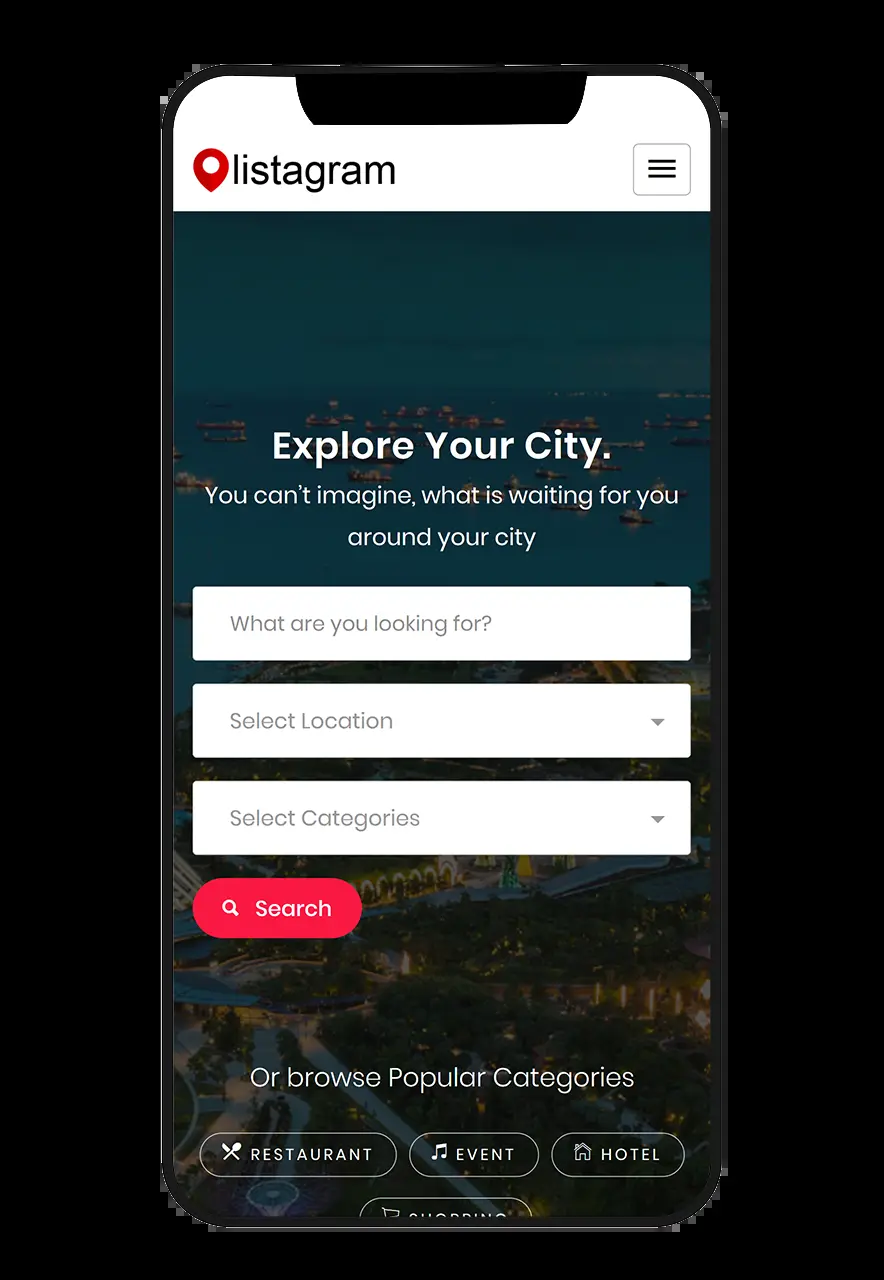 listagram
Explore Your City.
You can't imagine, what is waiting for you
around your city
What are you looking for?
Select Location
Select Categories
Search
Or browse Popular Categories
RESTAURANT
EVENT
HOTEL
SHOPPING